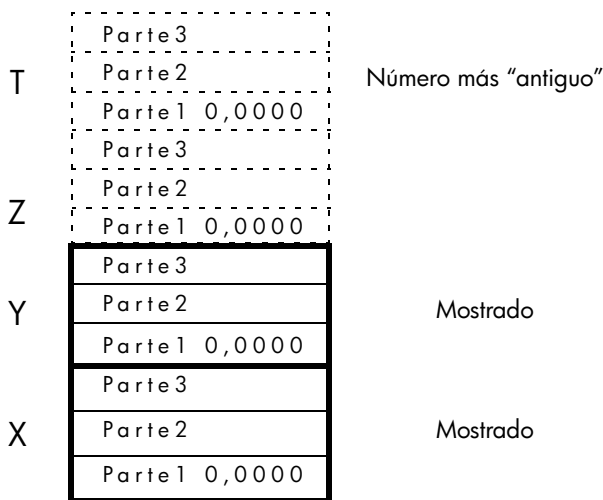 Parte3
T Parte2 Número más “antiguo”
Parte1 0,0000
Parte3
Parte2
Z
Parte1 0,0000
Parte3
Y Parte2 Mostrado
Parte1 0,0000
Parte3
X Parte2 Mostrado
Parte1 0,0000